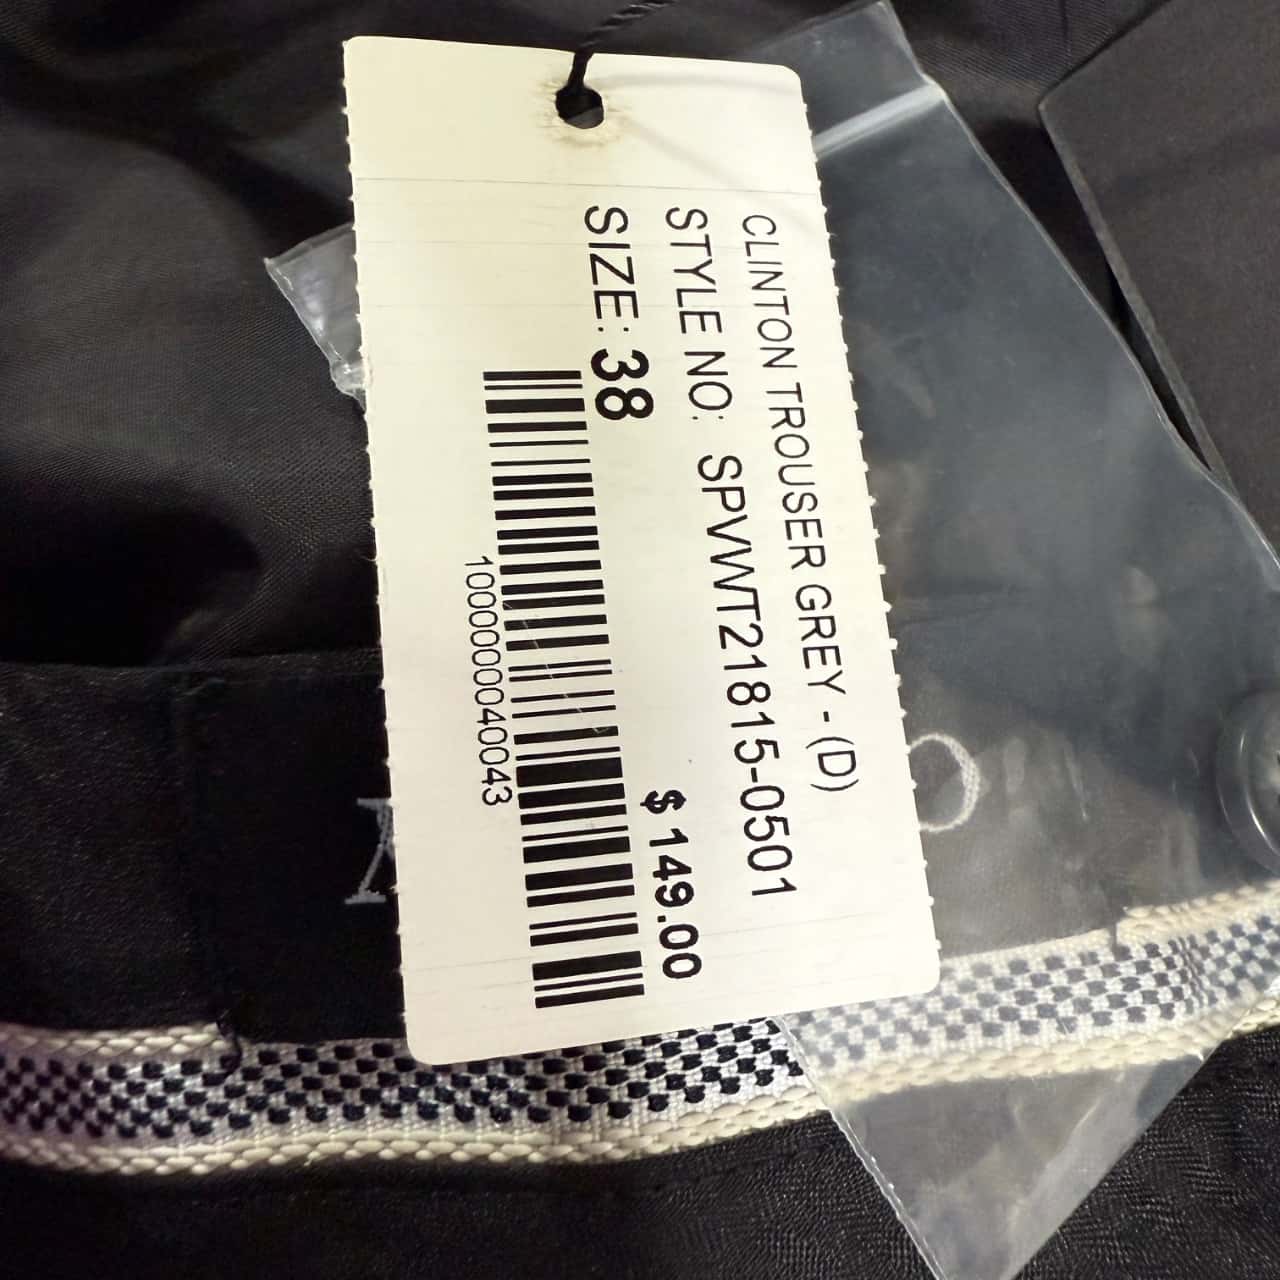 CLINTON TROUSER GREY - (D)
STYLE NO: SPVWT21815-0501
SIZE: 38
$ 149.00
1000000040043